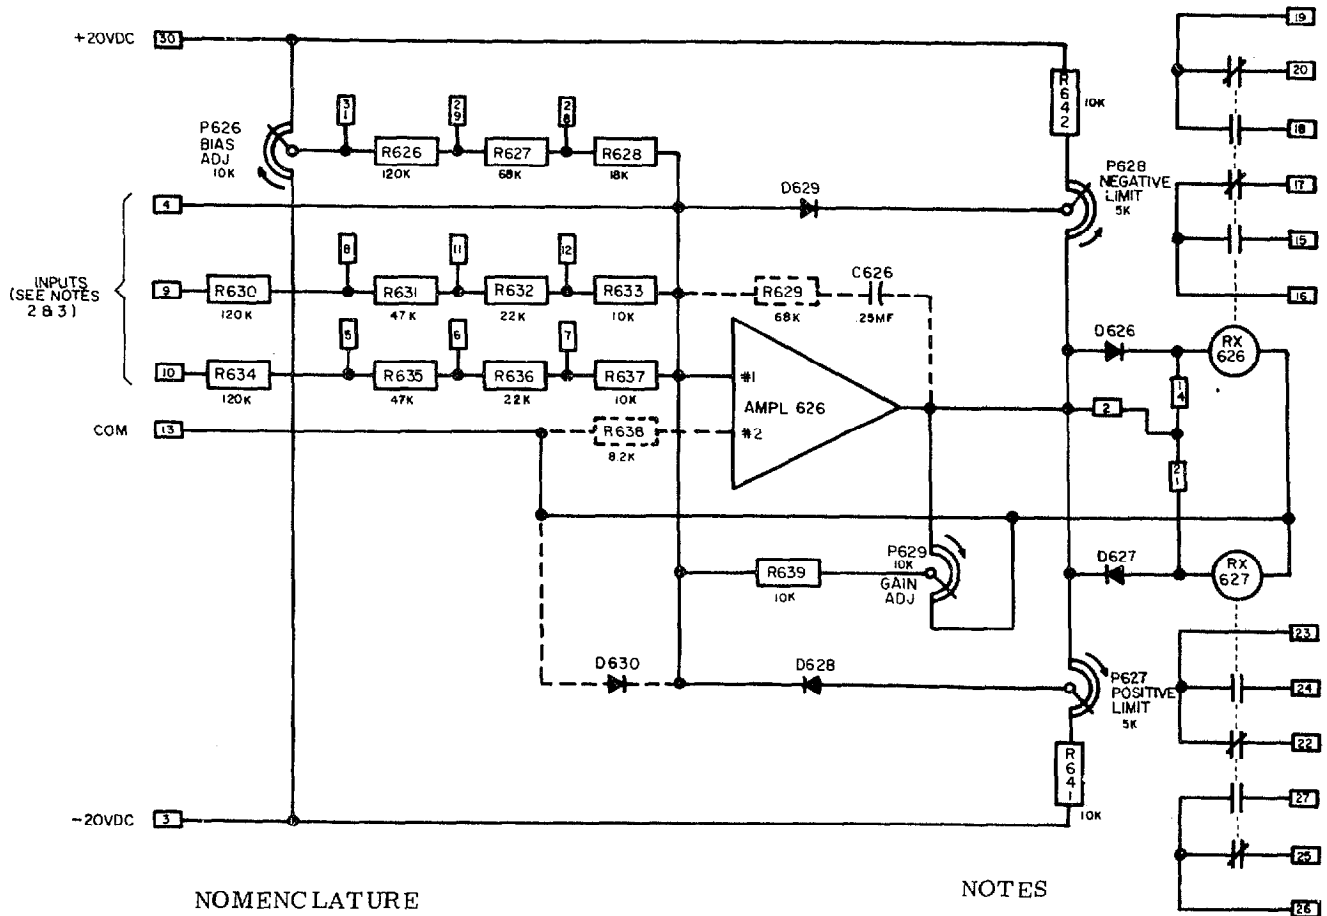 +20VDC 30
19
20
18
17
15
16
R642
10K
31
29
28
P626
BIAS
ADJ
10K
R626
120K
R627
68K
R628
18K
P628
NEGATIVE
LIMIT
5K
4
D629
INPUTS
(SEE NOTES
2 & 3)
8
11
12
9
R630
120K
R631
47K
R632
22K
R633
10K
R629
68K
C626
.25MF
5
6
7
10
R634
120K
R635
47K
R636
22K
R637
10K
#1
AMPL 626
#2
D626
RX
626
14
2
21
COM 13
R638
8.2K
P629
10K
GAIN
ADJ
R639
10K
D627
RX
627
D630
D628
P627
POSITIVE
LIMIT
5K
R641
10K
-20VDC 3
23
24
22
27
25
26
NOMENCLATURE
NOTES